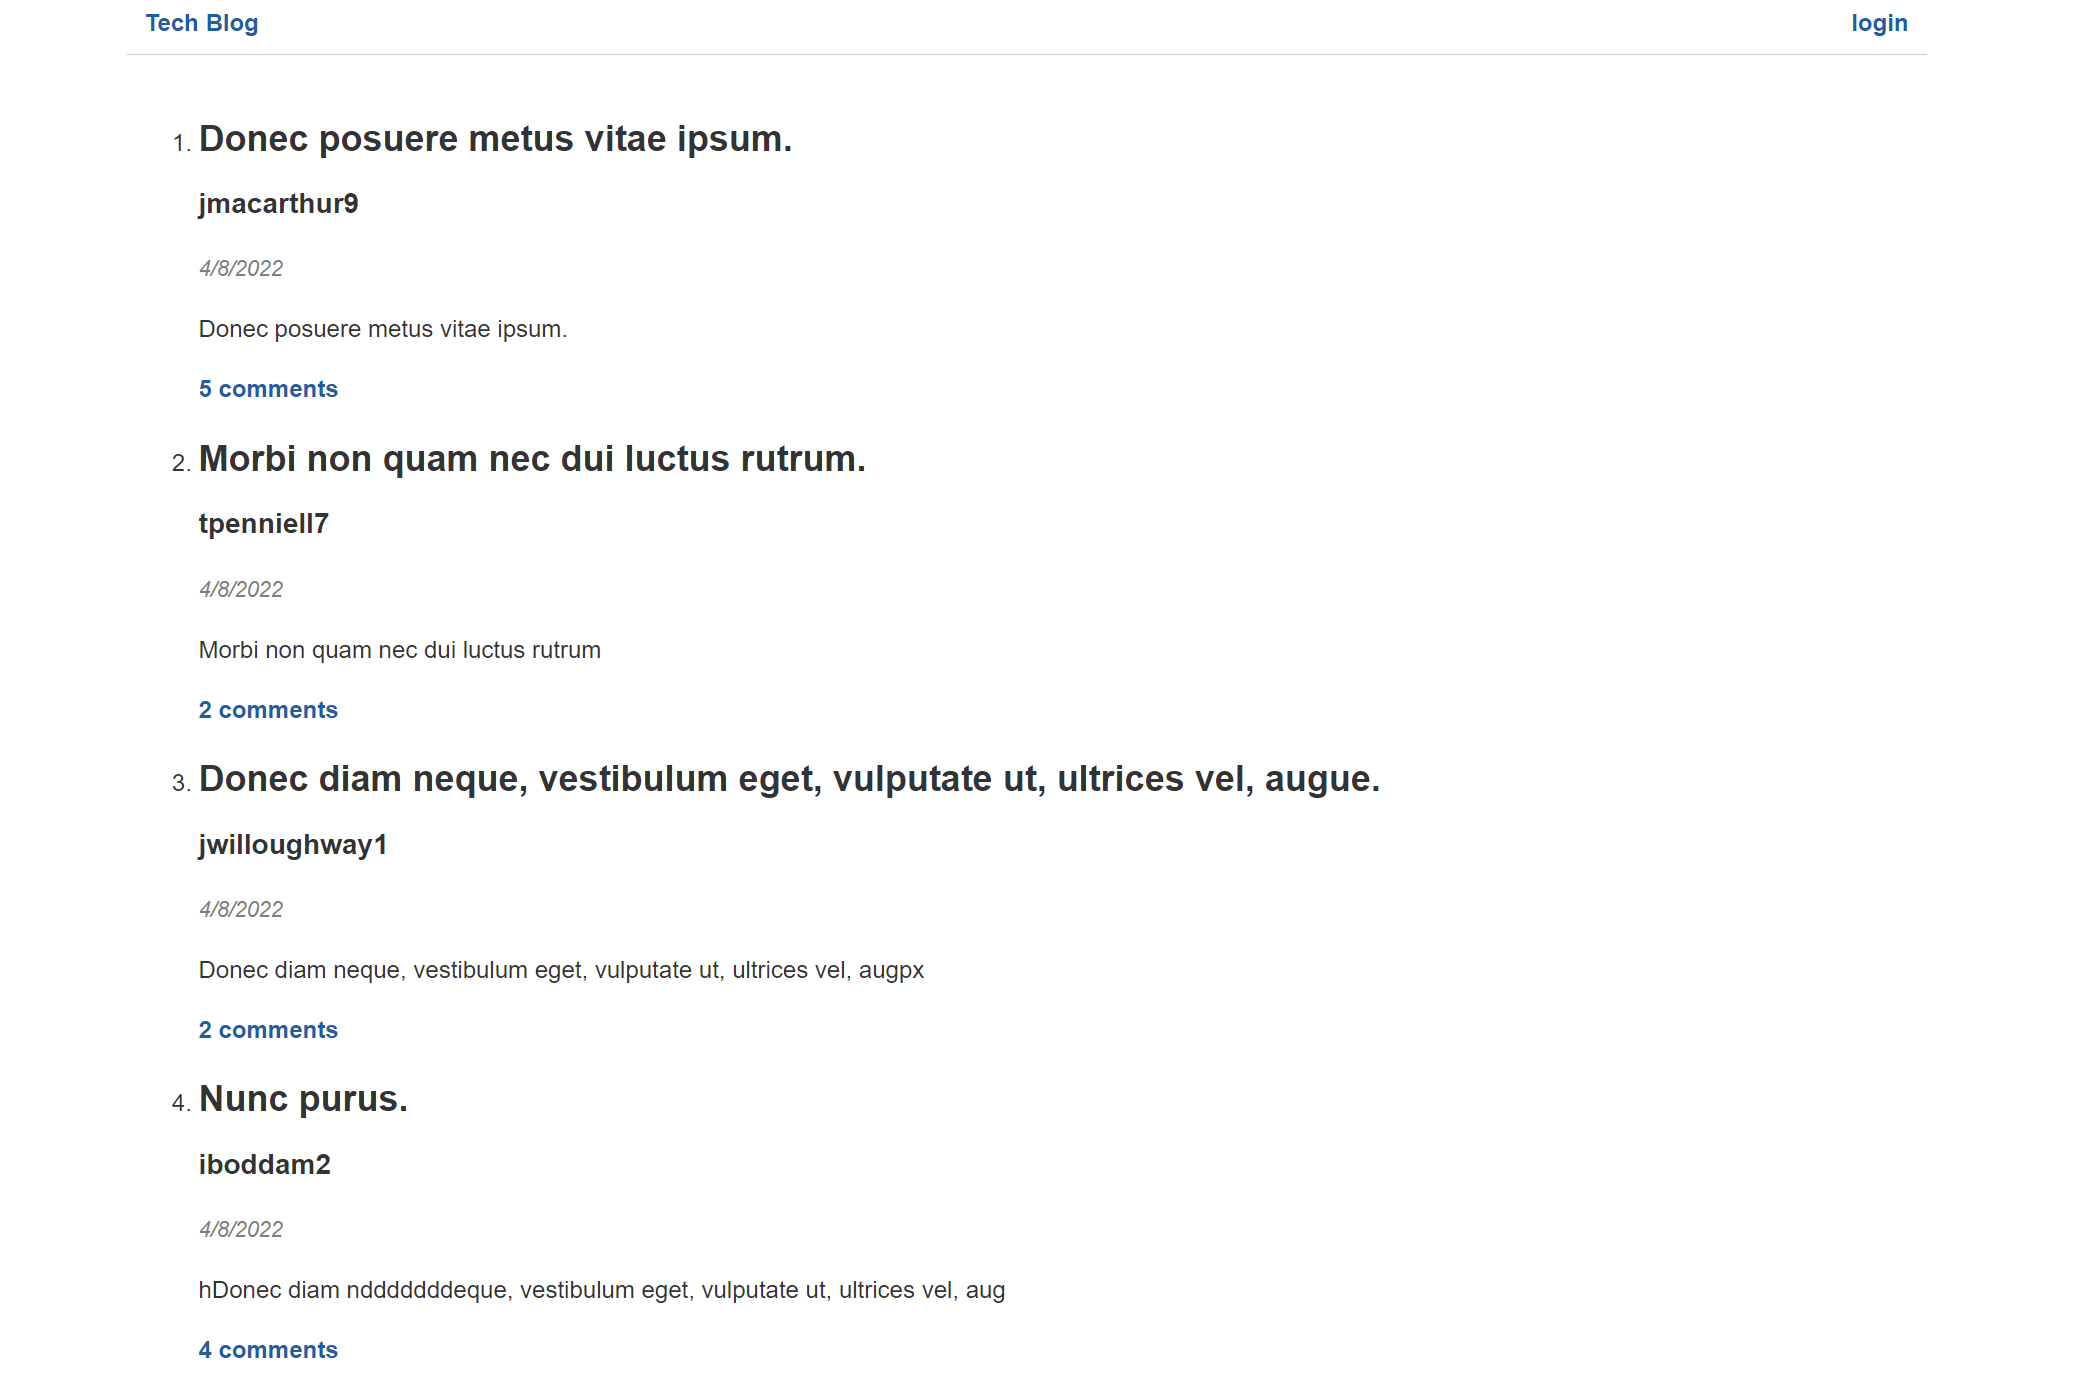 Tech Blog login
1. Donec posuere metus vitae ipsum.
jmacarthur9
4/8/2022
Donec posuere metus vitae ipsum.
5 comments
2. Morbi non quam nec dui luctus rutrum.
tpenniell7
4/8/2022
Morbi non quam nec dui luctus rutrum
2 comments
3. Donec diam neque, vestibulum eget, vulputate ut, ultrices vel, augue.
jwilloughway1
4/8/2022
Donec diam neque, vestibulum eget, vulputate ut, ultrices vel, augpx
2 comments
4. Nunc purus.
iboddam2
4/8/2022
hDonec diam ndddddddeque, vestibulum eget, vulputate ut, ultrices vel, aug
4 comments